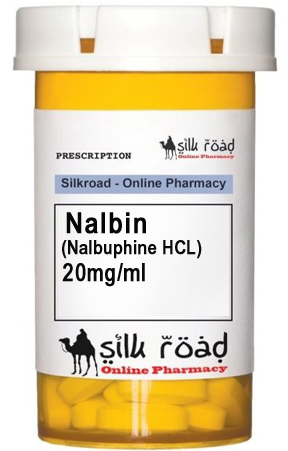 silk road
Online Pharmacy
PRESCRIPTION
Silkroad - Online Pharmacy
Nalbin
(Nalbuphine HCL)
20mg/ml
silk road
Online Pharmacy